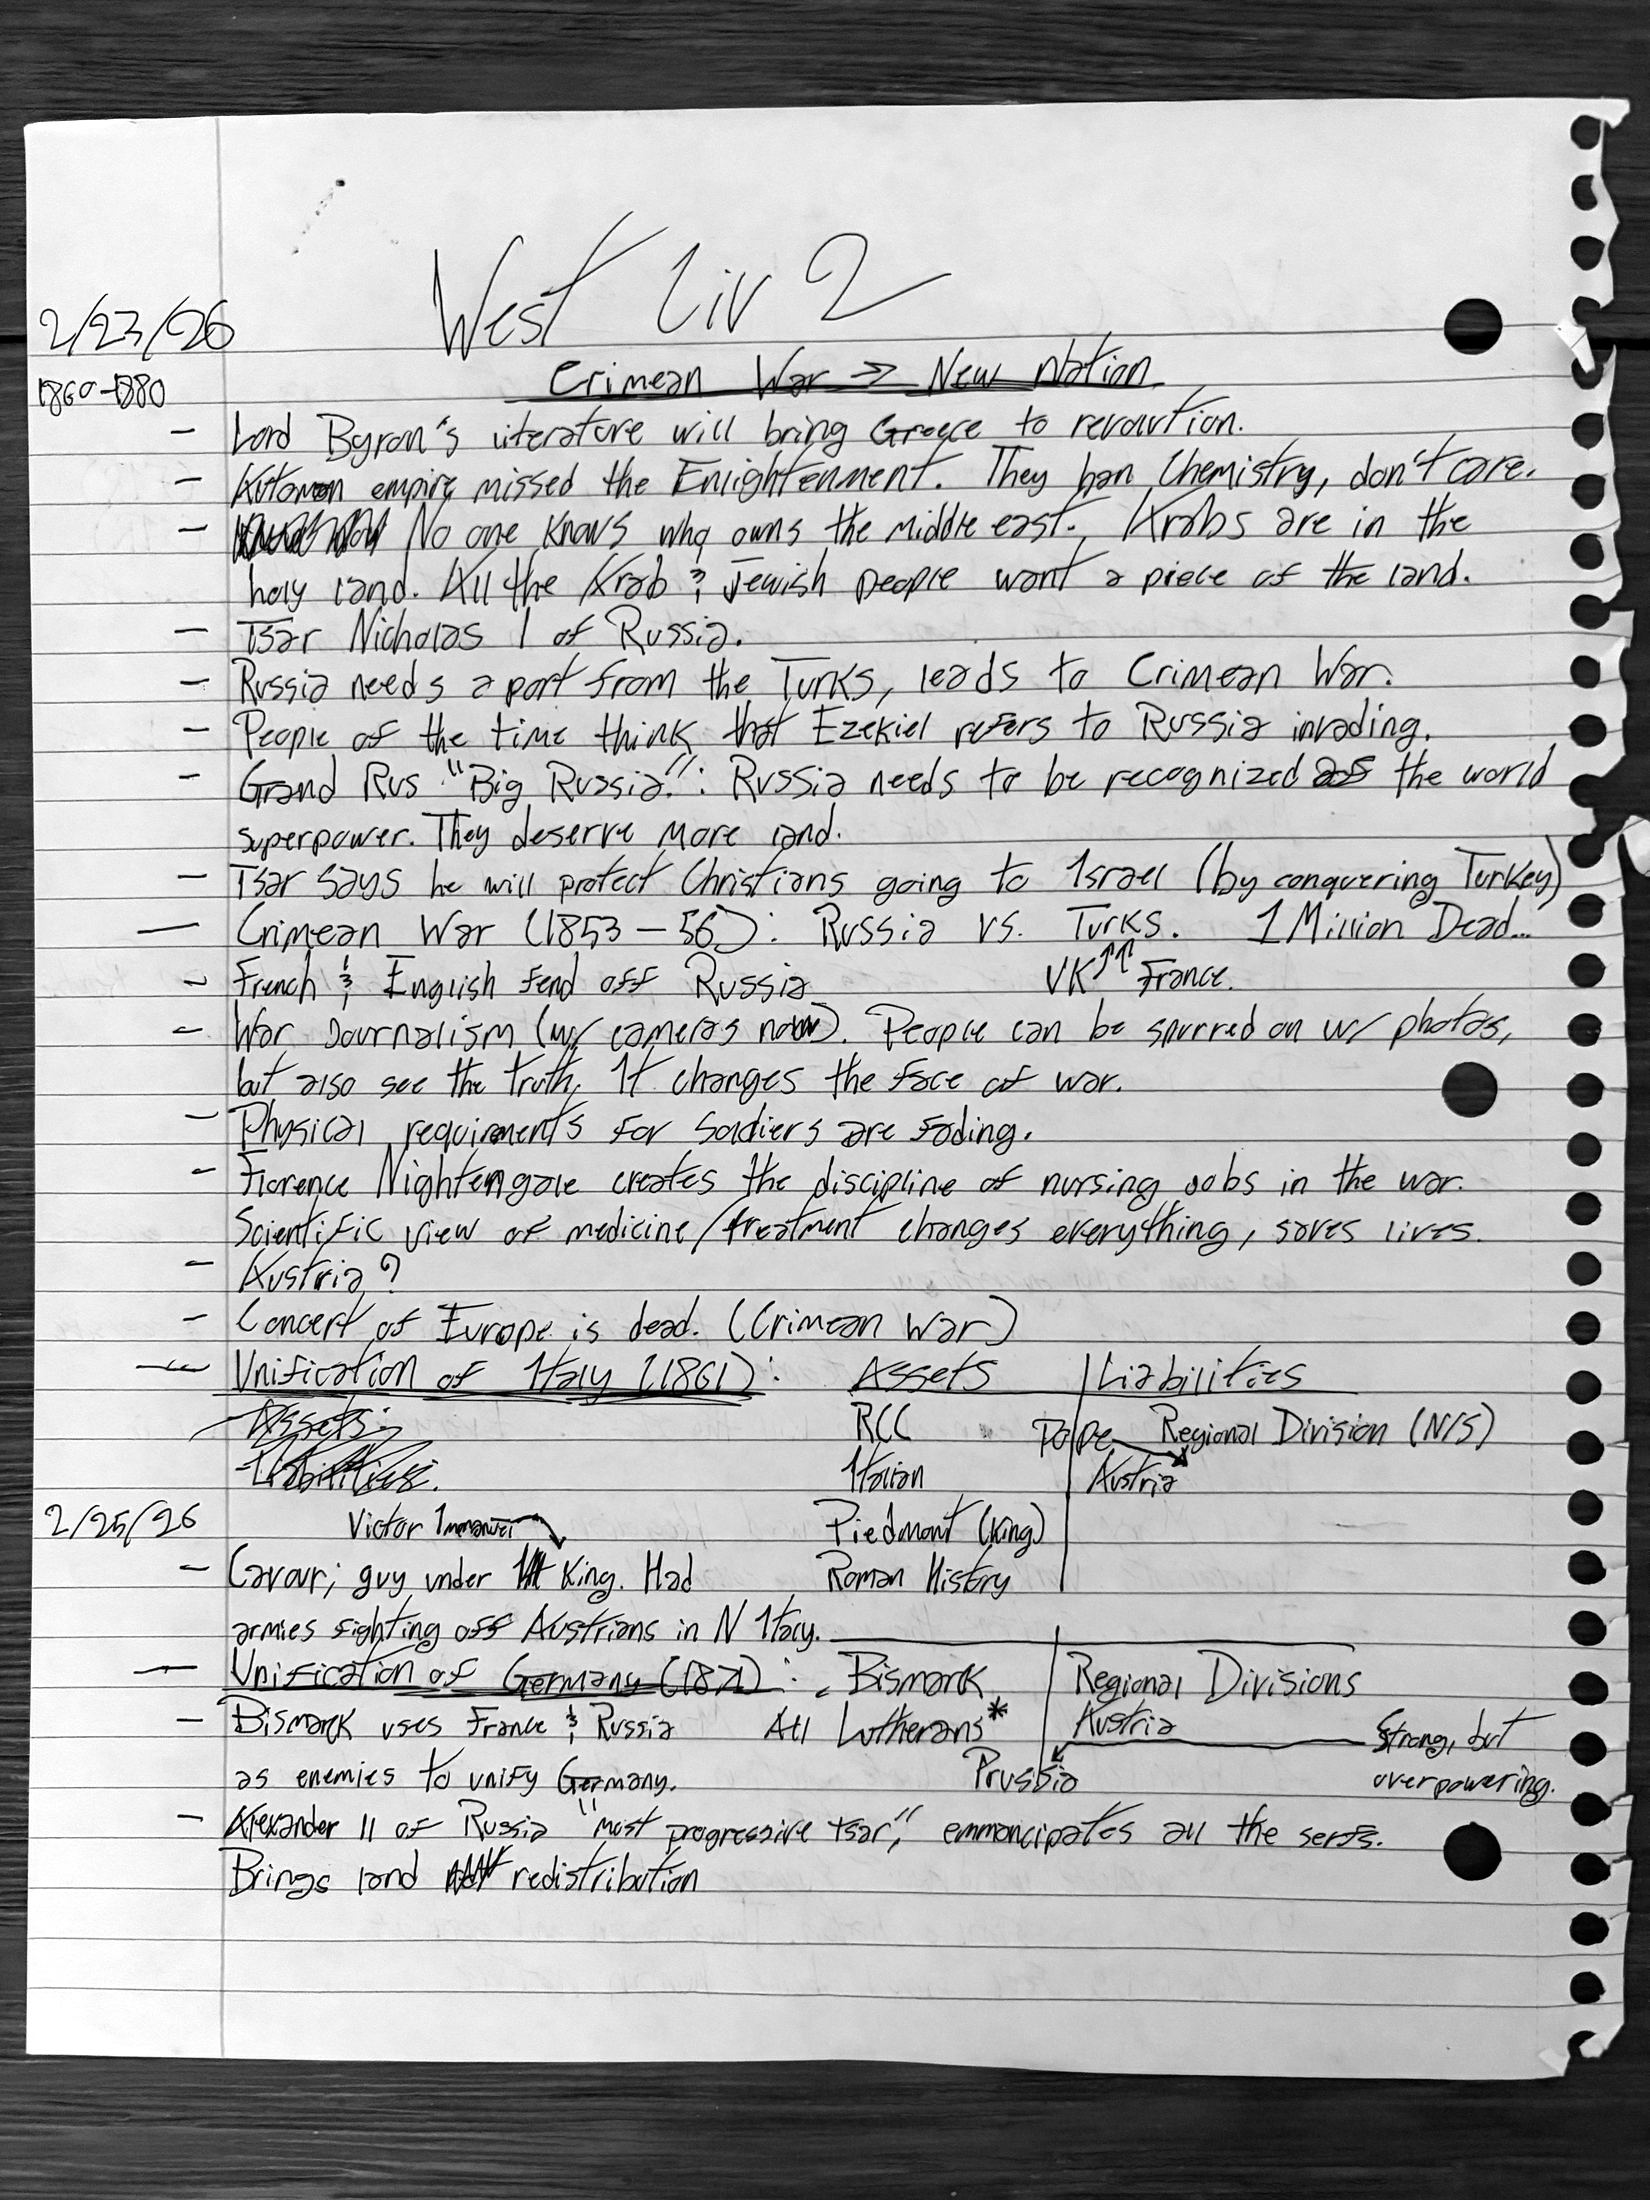 West Civ 2
2/23/26
Crimean War => New Nation
1860-1880
- Lord Byron's literature will bring Greece to revolution.
- Automon empire missed the Enlightenment. They ban Chemistry, don't care.
- No one knows who owns the middle east. Arabs are in the
holy land. All the Arab & Jewish people want a piece of the land.
- Tsar Nicholas I of Russia.
- Russia needs a port from the Turks, leads to Crimean War.
- People of the time think that Ezekiel refers to Russia invading.
- Grand Rus "Big Russia": Russia needs to be recognized as the world
superpower. They deserve more land.
- Tsar says he will protect Christians going to Israel (by conquering Turkey)
- Crimean War (1853-56): Russia vs. Turks. 1 Million Dead...
- French & English fend off Russia UK ↑↑ France.
- War Journalism (w/ cameras now). People can be spurred on w/ photos,
but also see the truth. It changes the face of war.
- Physical requirments for soldiers are fading.
- Florence Nightengale creates the discipline of nursing jobs in the war.
Scientific view of medicine/treatment changes everything, saves lives.
- Austria?
- Concert of Europe is dead. (Crimean War)
- Unification of Italy (1861): Assets | Liabilities
Assets: RCC Pope Regional Division (N/S)
- Liabilities: Italian Austria
2/25/26 Victor Immanuel Piedmont (King)
- Cavour; guy under King. Had Roman History
armies fighting off Austrians in N Italy.
- Unification of Germany (1871): Bismark | Regional Divisions
- Bismark uses France & Russia All Lutherans* Austria Strong, but
as enemies to unify Germany. Prussia overpowering.
- Alexander II of Russia "most progressive tsar," emmancipates all the serfs.
Brings land redistribution